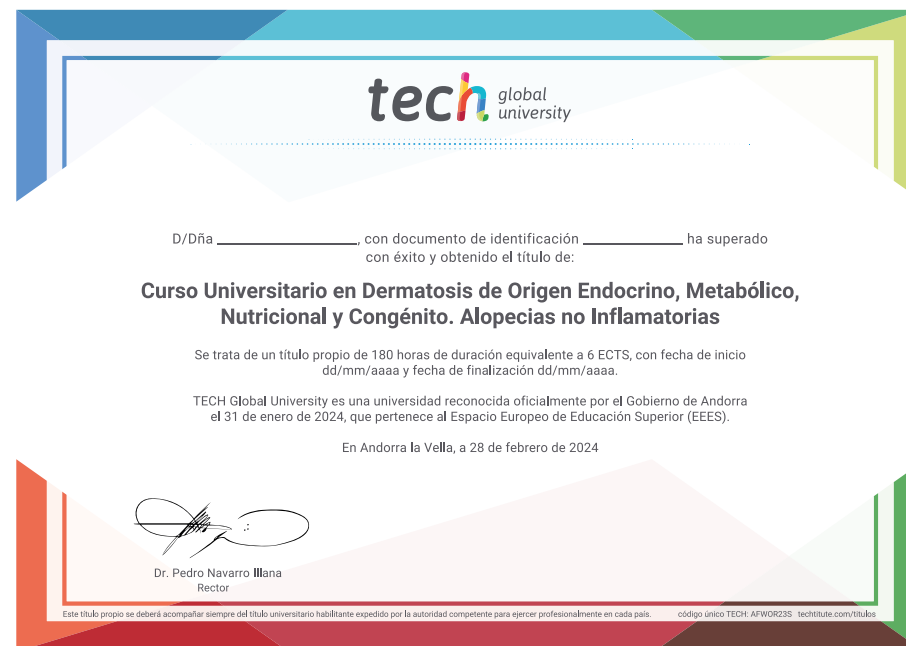 tech global university
D/Dña ______________, con documento de identificación ______________ ha superado
con éxito y obtenido el título de:
Curso Universitario en Dermatosis de Origen Endocrino, Metabólico,
Nutricional y Congénito. Alopecias no Inflamatorias
Se trata de un título propio de 180 horas de duración equivalente a 6 ECTS, con fecha de inicio
dd/mm/aaaa y fecha de finalización dd/mm/aaaa.
TECH Global University es una universidad reconocida oficialmente por el Gobierno de Andorra
el 31 de enero de 2024, que pertenece al Espacio Europeo de Educación Superior (EEES).
En Andorra la Vella, a 28 de febrero de 2024
Dr. Pedro Navarro Illana
Rector
Este título propio se deberá acompañar siempre del título universitario habilitante expedido por la autoridad competente para ejercer profesionalmente en cada país. código único TECH: AFWOR23S techtitute.com/titulos